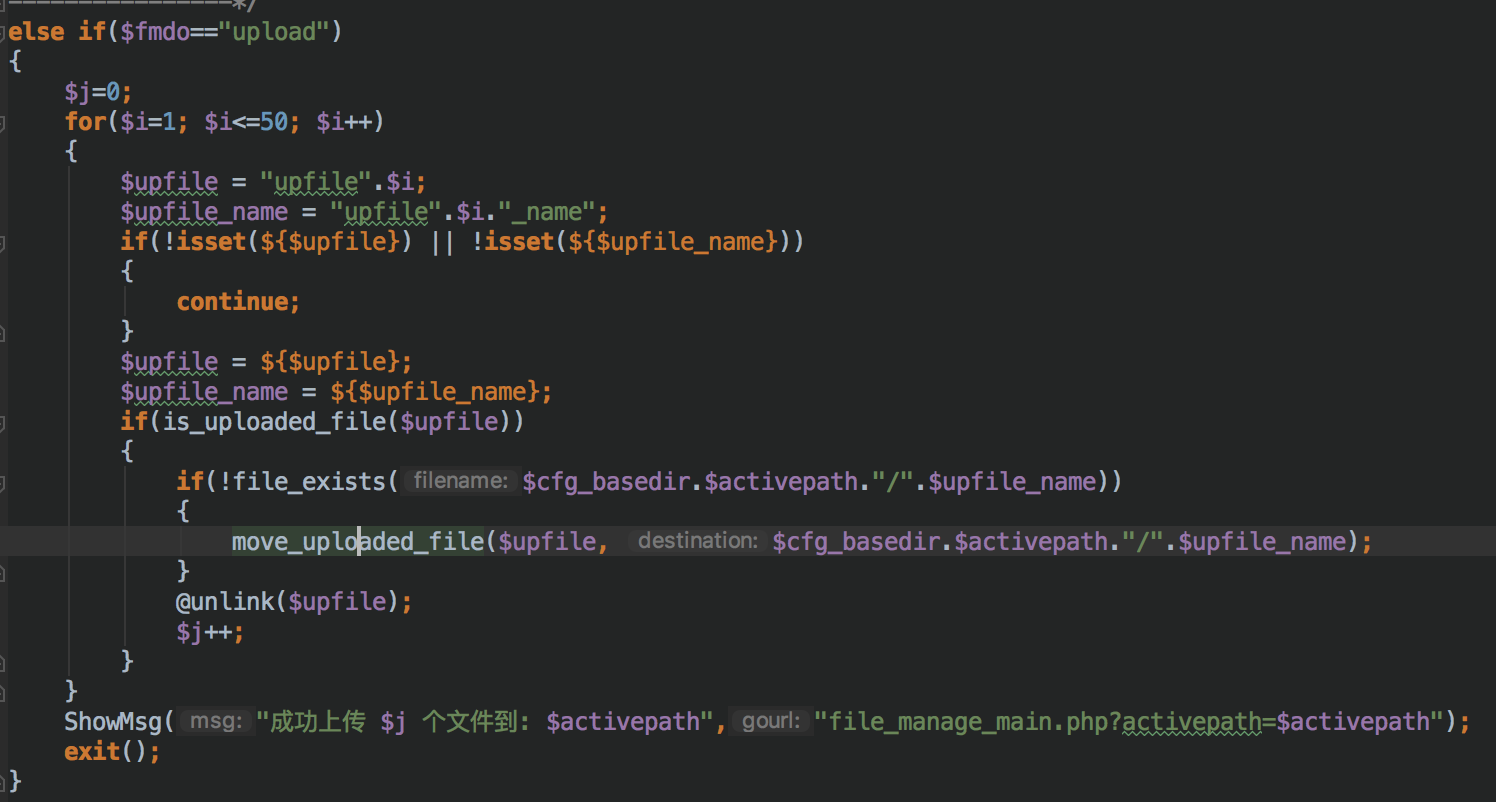 ---------------*/
else if($fmdo=="upload")
{
    $j=0;
    for($i=1; $i<=50; $i++)
    {
        $upfile = "upfile".$i;
        $upfile_name = "upfile".$i."_name";
        if(!isset(${$upfile}) || !isset(${$upfile_name}))
        {
            continue;
        }
        $upfile = ${$upfile};
        $upfile_name = ${$upfile_name};
        if(is_uploaded_file($upfile))
        {
            if(!file_exists( filename: $cfg_basedir.$activepath."/".$upfile_name))
            {
                move_uploaded_file($upfile, destination: $cfg_basedir.$activepath."/".$upfile_name);
            }
            @unlink($upfile);
            $j++;
        }
    }
    ShowMsg( msg: "成功上传 $j 个文件到: $activepath", gourl: "file_manage_main.php?activepath=$activepath");
    exit();
}